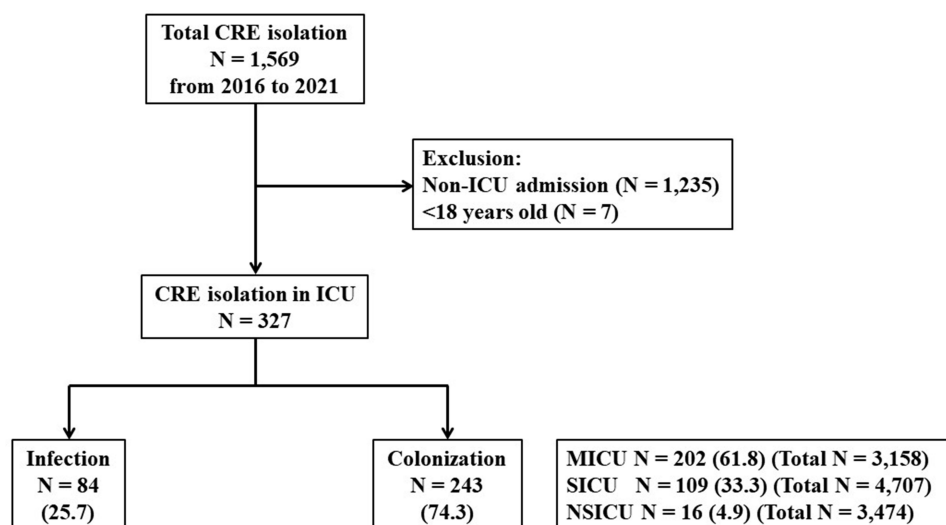 Total CRE isolation
N = 1,569
from 2016 to 2021
Exclusion:
Non-ICU admission (N = 1,235)
<18 years old (N = 7)
CRE isolation in ICU
N = 327
Infection
N = 84
(25.7)
Colonization
N = 243
(74.3)
MICU N = 202 (61.8) (Total N = 3,158)
SICU N = 109 (33.3) (Total N = 4,707)
NSICU N = 16 (4.9) (Total N = 3,474)